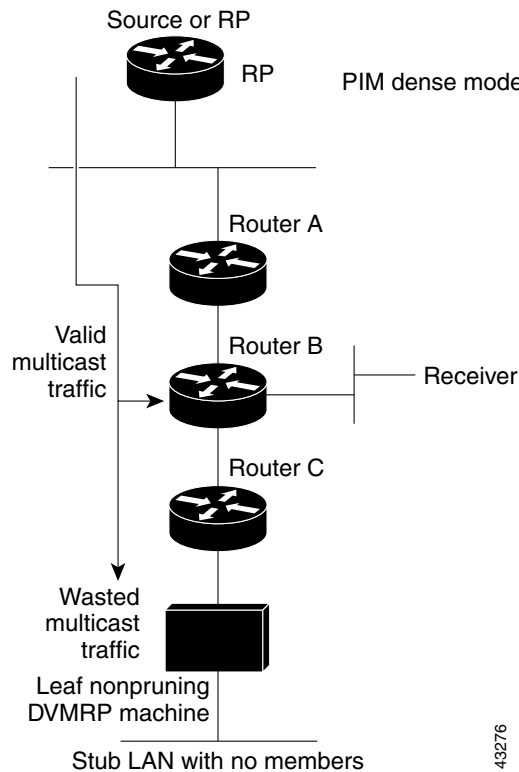 Source or RP
RP
PIM dense mode
Router A
Valid
multicast
traffic
Router B
Receiver
Router C
Wasted
multicast
traffic
Leaf nonpruning
DVMRP machine
Stub LAN with no members
43276